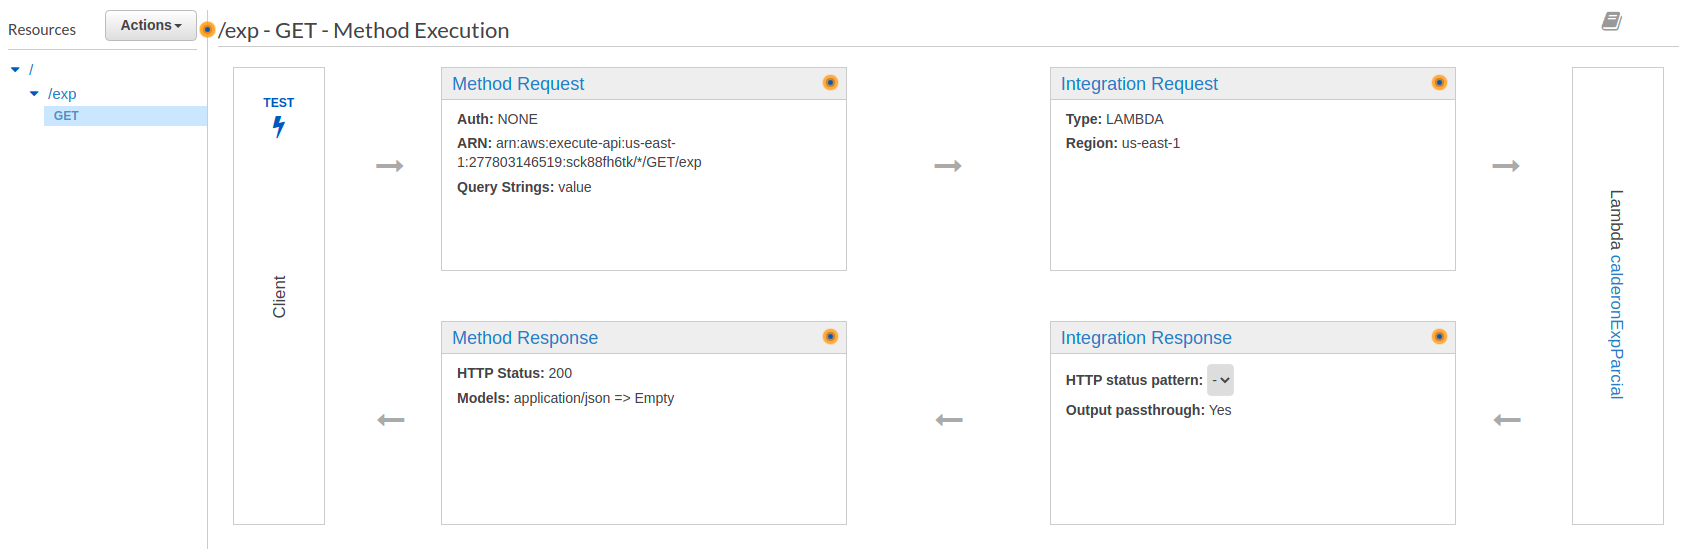 Resources
Actions
/
/exp
GET
/exp - GET - Method Execution
TEST
Client
Method Request
Auth: NONE
ARN: arn:aws:execute-api:us-east-
1:277803146519:sck88fh6tk/*/GET/exp
Query Strings: value
Integration Request
Type: LAMBDA
Region: us-east-1
Lambda calderonExpParcial
Method Response
HTTP Status: 200
Models: application/json => Empty
Integration Response
HTTP status pattern: -
Output passthrough: Yes